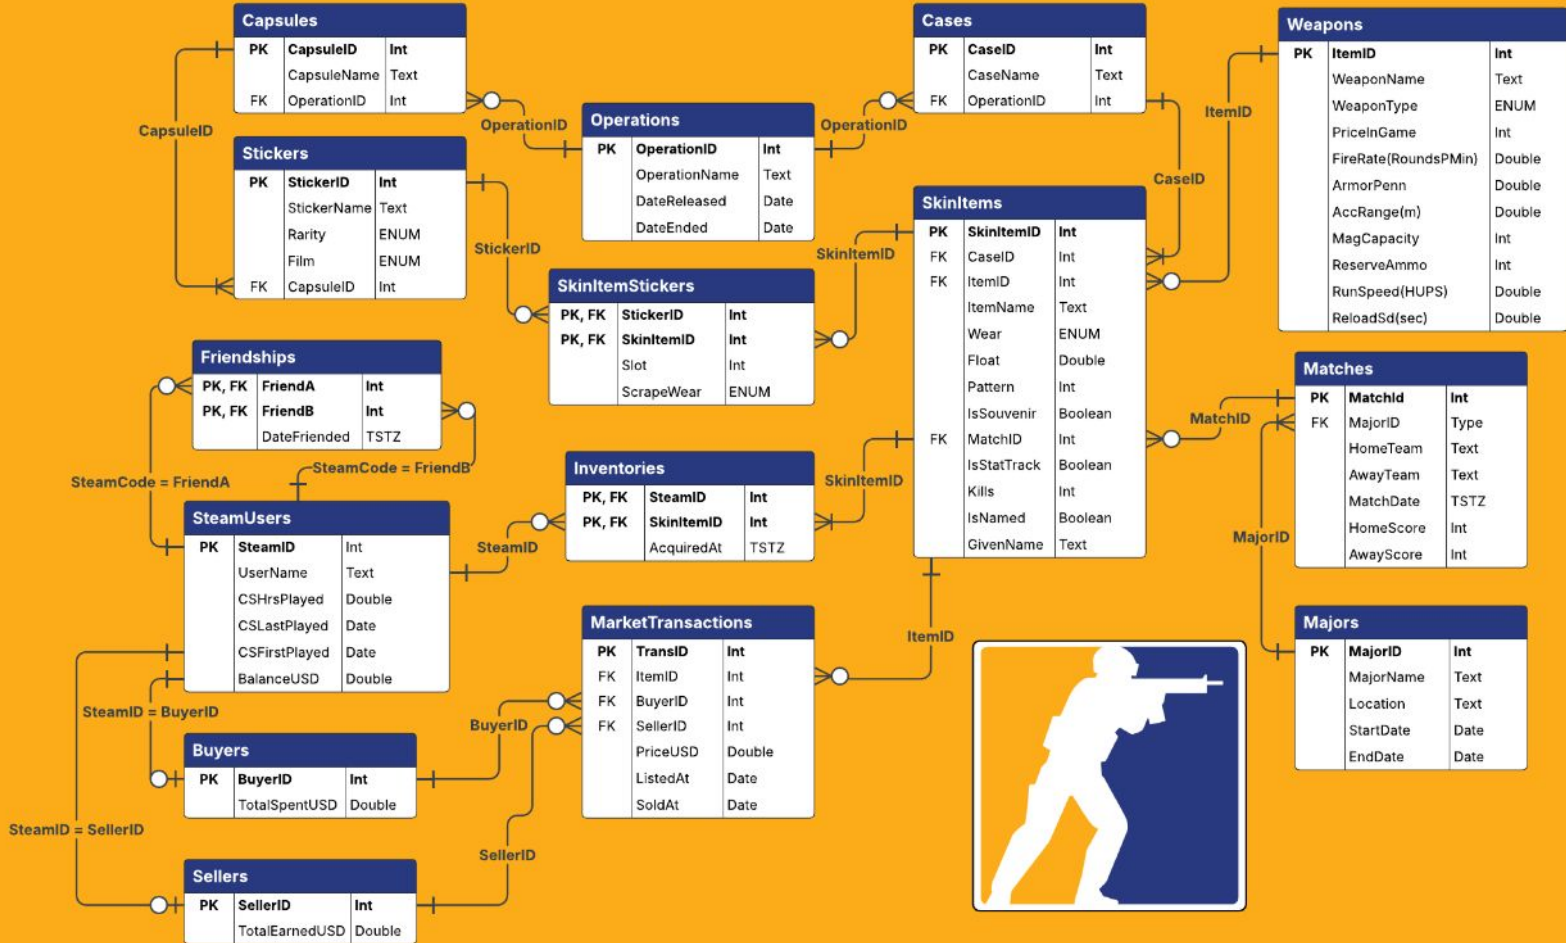 Capsules
PK CapsuleID Int
CapsuleName Text
FK OperationID Int
Cases
PK CaseID Int
CaseName Text
FK OperationID Int
Weapons
PK ItemID Int
WeaponName Text
WeaponType ENUM
PriceInGame Int
FireRate(RoundsPMin) Double
ArmorPenn Double
AccRange(m) Double
MagCapacity Int
ReserveAmmo Int
RunSpeed(HUPS) Double
ReloadSd(sec) Double
Operations
PK OperationID Int
OperationName Text
DateReleased Date
DateEnded Date
OperationID
OperationID
ItemID
CapsuleID
CaseID
Stickers
PK StickerID Int
StickerName Text
Rarity ENUM
Film ENUM
FK CapsuleID Int
StickerID
SkinItemID
SkinItems
PK SkinItemID Int
FK CaseID Int
FK ItemID Int
ItemName Text
Wear ENUM
Float Double
Pattern Int
IsSouvenir Boolean
FK MatchID Int
IsStatTrack Boolean
Kills Int
IsNamed Boolean
GivenName Text
SkinItemStickers
PK, FK StickerID Int
PK, FK SkinItemID Int
Slot Int
ScrapeWear ENUM
Friendships
PK, FK FriendA Int
PK, FK FriendB Int
DateFriended TSTZ
Matches
PK MatchId Int
FK MajorID Type
HomeTeam Text
AwayTeam Text
MatchDate TSTZ
HomeScore Int
AwayScore Int
MatchID
SteamCode = FriendB
SteamCode = FriendA
Inventories
PK, FK SteamID Int
PK, FK SkinItemID Int
AcquiredAt TSTZ
SkinItemID
SteamUsers
PK SteamID Int
UserName Text
CSHrsPlayed Double
CSLastPlayed Date
CSFirstPlayed Date
BalanceUSD Double
SteamID
MajorID
MarketTransactions
PK TransID Int
FK ItemID Int
FK BuyerID Int
FK SellerID Int
PriceUSD Double
ListedAt Date
SoldAt Date
ItemID
Majors
PK MajorID Int
MajorName Text
Location Text
StartDate Date
EndDate Date
SteamID = BuyerID
BuyerID
Buyers
PK BuyerID Int
TotalSpentUSD Double
SteamID = SellerID
SellerID
Sellers
PK SellerID Int
TotalEarnedUSD Double